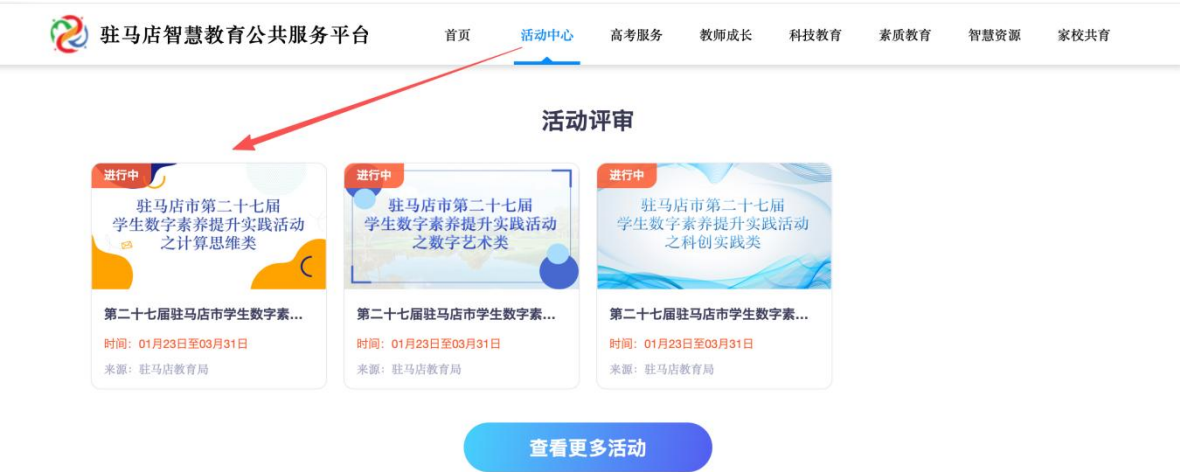 驻马店智慧教育公共服务平台
首页 活动中心 高考服务 教师成长 科技教育 素质教育 智慧资源 家校共育
活动评审
进行中
驻马店市第二十七届
学生数字素养提升实践活动
之计算思维类
第二十七届驻马店市学生数字素...
时间：01月23日至03月31日
来源：驻马店教育局
进行中
驻马店市第二十七届
学生数字素养提升实践活动
之数字艺术类
第二十七届驻马店市学生数字素...
时间：01月23日至03月31日
来源：驻马店教育局
进行中
驻马店市第二十七届
学生数字素养提升实践活动
之科创实践类
第二十七届驻马店市学生数字素...
时间：01月23日至03月31日
来源：驻马店教育局
查看更多活动